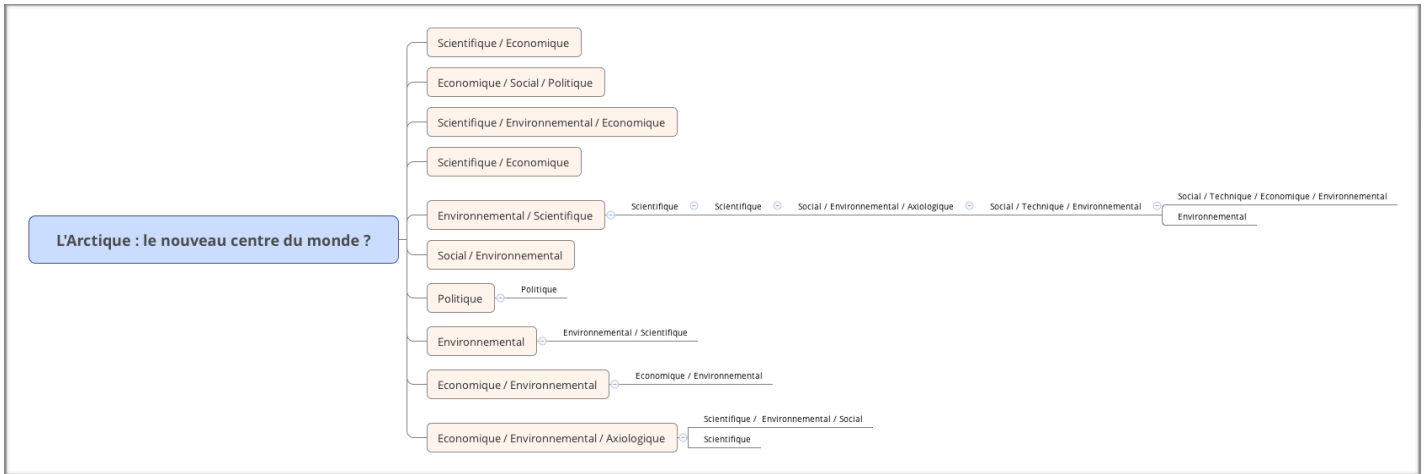 L'Arctique : le nouveau centre du monde ?
Scientifique / Economique
Economique / Social / Politique
Scientifique / Environnemental / Economique
Scientifique / Economique
Environnemental / Scientifique
Scientifique
Scientifique
Social / Environnemental / Axiologique
Social / Technique / Environnemental
Social / Technique / Economique / Environnemental
Environnemental
Social / Environnemental
Politique
Politique
Environnemental
Environnemental / Scientifique
Economique / Environnemental
Economique / Environnemental
Economique / Environnemental / Axiologique
Scientifique / Environnemental / Social
Scientifique